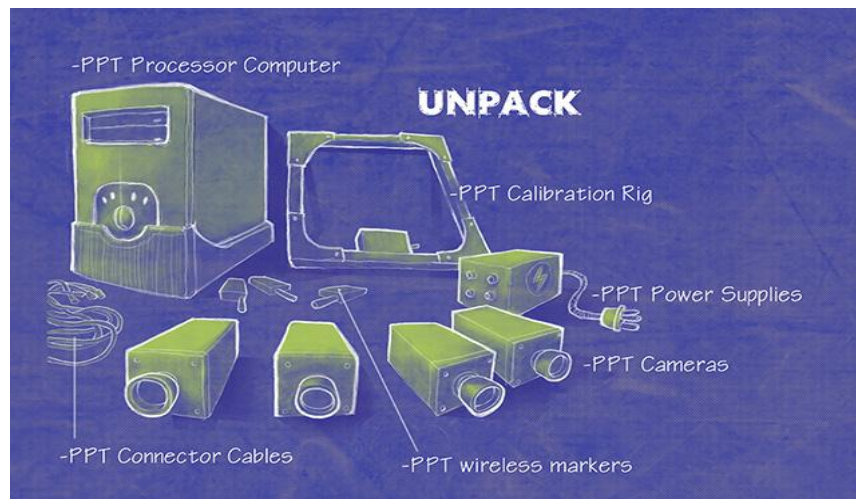 -PPT Processor Computer
UNPACK
-PPT Calibration Rig
-PPT Power Supplies
-PPT Cameras
-PPT Connector Cables
-PPT wireless markers